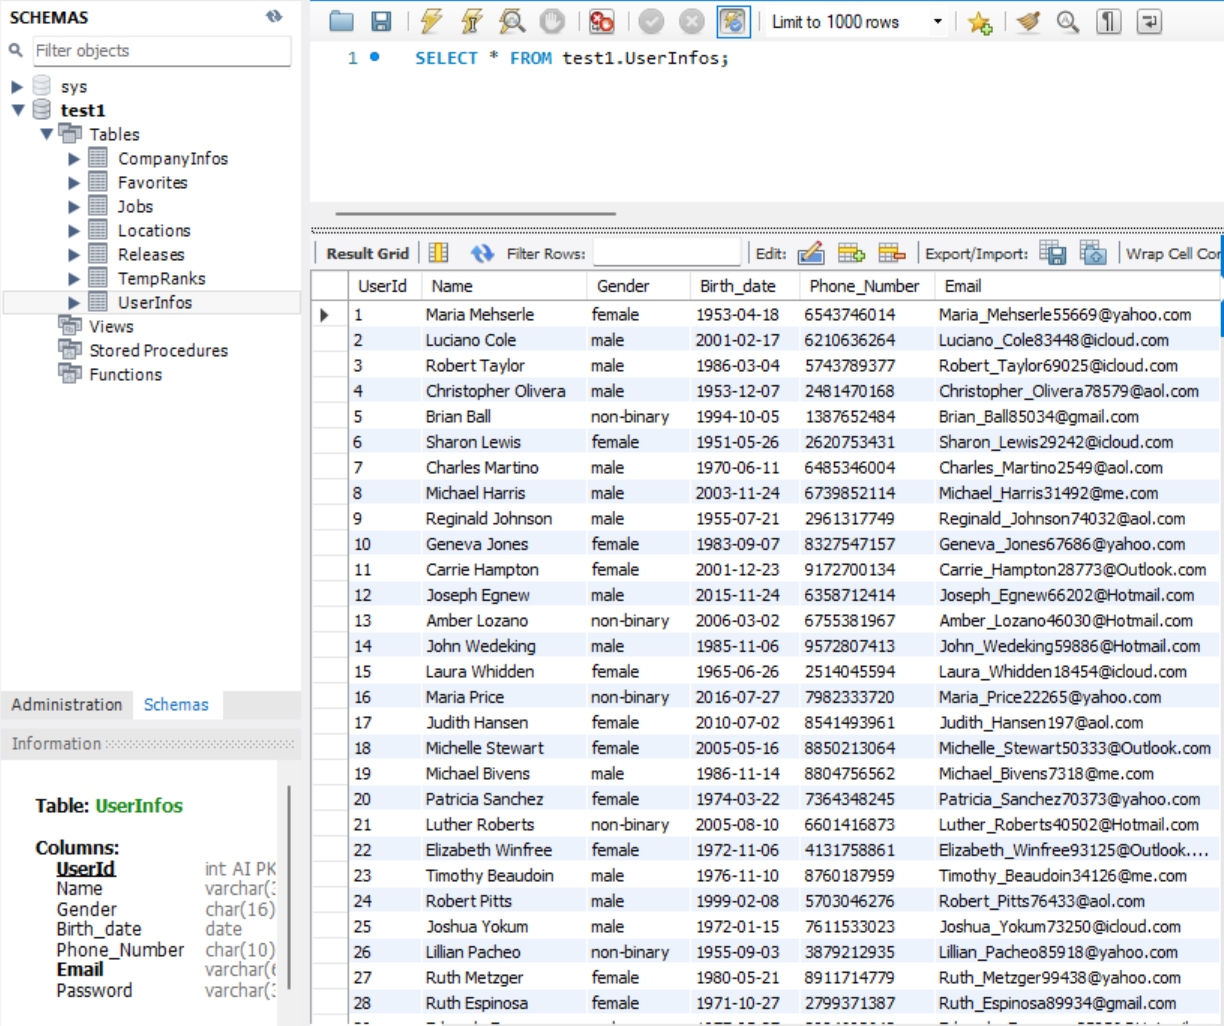 SCHEMAS
Filter objects
sys
test1
Tables
CompanyInfos
Favorites
Jobs
Locations
Releases
TempRanks
UserInfos
Views
Stored Procedures
Functions
Administration Schemas
Information
Table: UserInfos
Columns:
UserId int AI PK
Name varchar(3
Gender char(16)
Birth_date date
Phone_Number char(10)
Email varchar(6
Password varchar(3
Limit to 1000 rows
1 SELECT * FROM test1.UserInfos;
Result Grid Filter Rows: Edit: Export/Import: Wrap Cell Con
UserId Name Gender Birth_date Phone_Number Email
1 Maria Mehserle female 1953-04-18 6543746014 Maria_Mehserle55669@yahoo.com
2 Luciano Cole male 2001-02-17 6210636264 Luciano_Cole83448@icloud.com
3 Robert Taylor male 1986-03-04 5743789377 Robert_Taylor69025@icloud.com
4 Christopher Olivera male 1953-12-07 2481470168 Christopher_Olivera78579@aol.com
5 Brian Ball non-binary 1994-10-05 1387652484 Brian_Ball85034@gmail.com
6 Sharon Lewis female 1951-05-26 2620753431 Sharon_Lewis29242@icloud.com
7 Charles Martino male 1970-06-11 6485346004 Charles_Martino2549@aol.com
8 Michael Harris male 2003-11-24 6739852114 Michael_Harris31492@me.com
9 Reginald Johnson male 1955-07-21 2961317749 Reginald_Johnson74032@aol.com
10 Geneva Jones female 1983-09-07 8327547157 Geneva_Jones67686@yahoo.com
11 Carrie Hampton female 2001-12-23 9172700134 Carrie_Hampton28773@Outlook.com
12 Joseph Egnew male 2015-11-24 6358712414 Joseph_Egnew66202@Hotmail.com
13 Amber Lozano non-binary 2006-03-02 6755381967 Amber_Lozano46030@Hotmail.com
14 John Wedeking male 1985-11-06 9572807413 John_Wedeking59886@Hotmail.com
15 Laura Whidden female 1965-06-26 2514045594 Laura_Whidden18454@icloud.com
16 Maria Price non-binary 2016-07-27 7982333720 Maria_Price22265@yahoo.com
17 Judith Hansen female 2010-07-02 8541493961 Judith_Hansen197@aol.com
18 Michelle Stewart female 2005-05-16 8850213064 Michelle_Stewart50333@Outlook.com
19 Michael Bivens male 1986-11-14 8804756562 Michael_Bivens7318@me.com
20 Patricia Sanchez female 1974-03-22 7364348245 Patricia_Sanchez70373@yahoo.com
21 Luther Roberts non-binary 2005-08-10 6601416873 Luther_Roberts40502@Hotmail.com
22 Elizabeth Winfree female 1972-11-06 4131758861 Elizabeth_Winfree93125@Outlook....
23 Timothy Beaudoin male 1976-11-10 8760187959 Timothy_Beaudoin34126@me.com
24 Robert Pitts male 1999-02-08 5703046276 Robert_Pitts76433@aol.com
25 Joshua Yokum male 1972-01-15 7611533023 Joshua_Yokum73250@icloud.com
26 Lillian Pacheo non-binary 1955-09-03 3879212935 Lillian_Pacheo85918@yahoo.com
27 Ruth Metzger female 1980-05-21 8911714779 Ruth_Metzger99438@yahoo.com
28 Ruth Espinosa female 1971-10-27 2799371387 Ruth_Espinosa89934@gmail.com